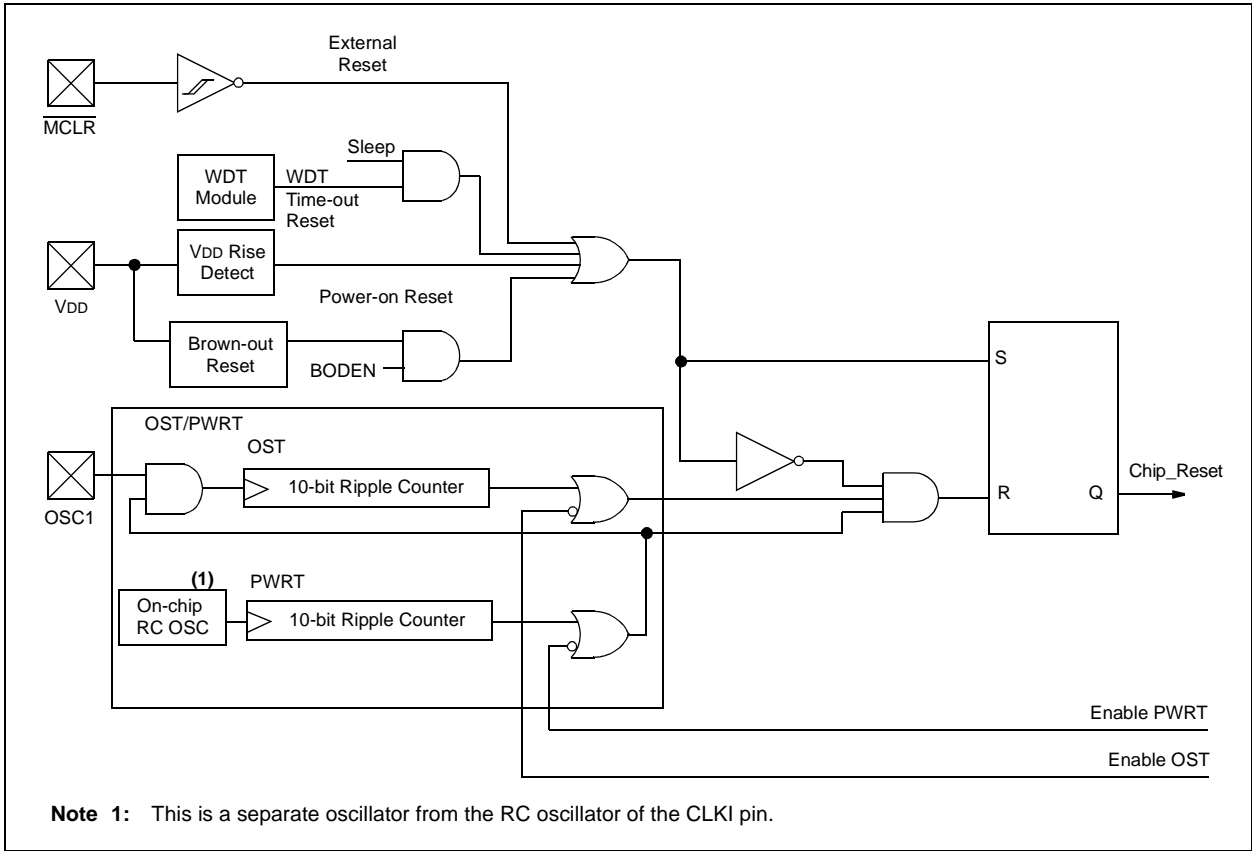 External
Reset
MCLR
Sleep
WDT
Module
WDT
Time-out
Reset
VDD Rise
Detect
VDD
Power-on Reset
Brown-out
Reset
BODEN
S
OST/PWRT
OST
10-bit Ripple Counter
OSC1
Chip_Reset
R
Q
(1)
PWRT
On-chip
RC OSC
10-bit Ripple Counter
Enable PWRT
Enable OST
Note 1: This is a separate oscillator from the RC oscillator of the CLKI pin.